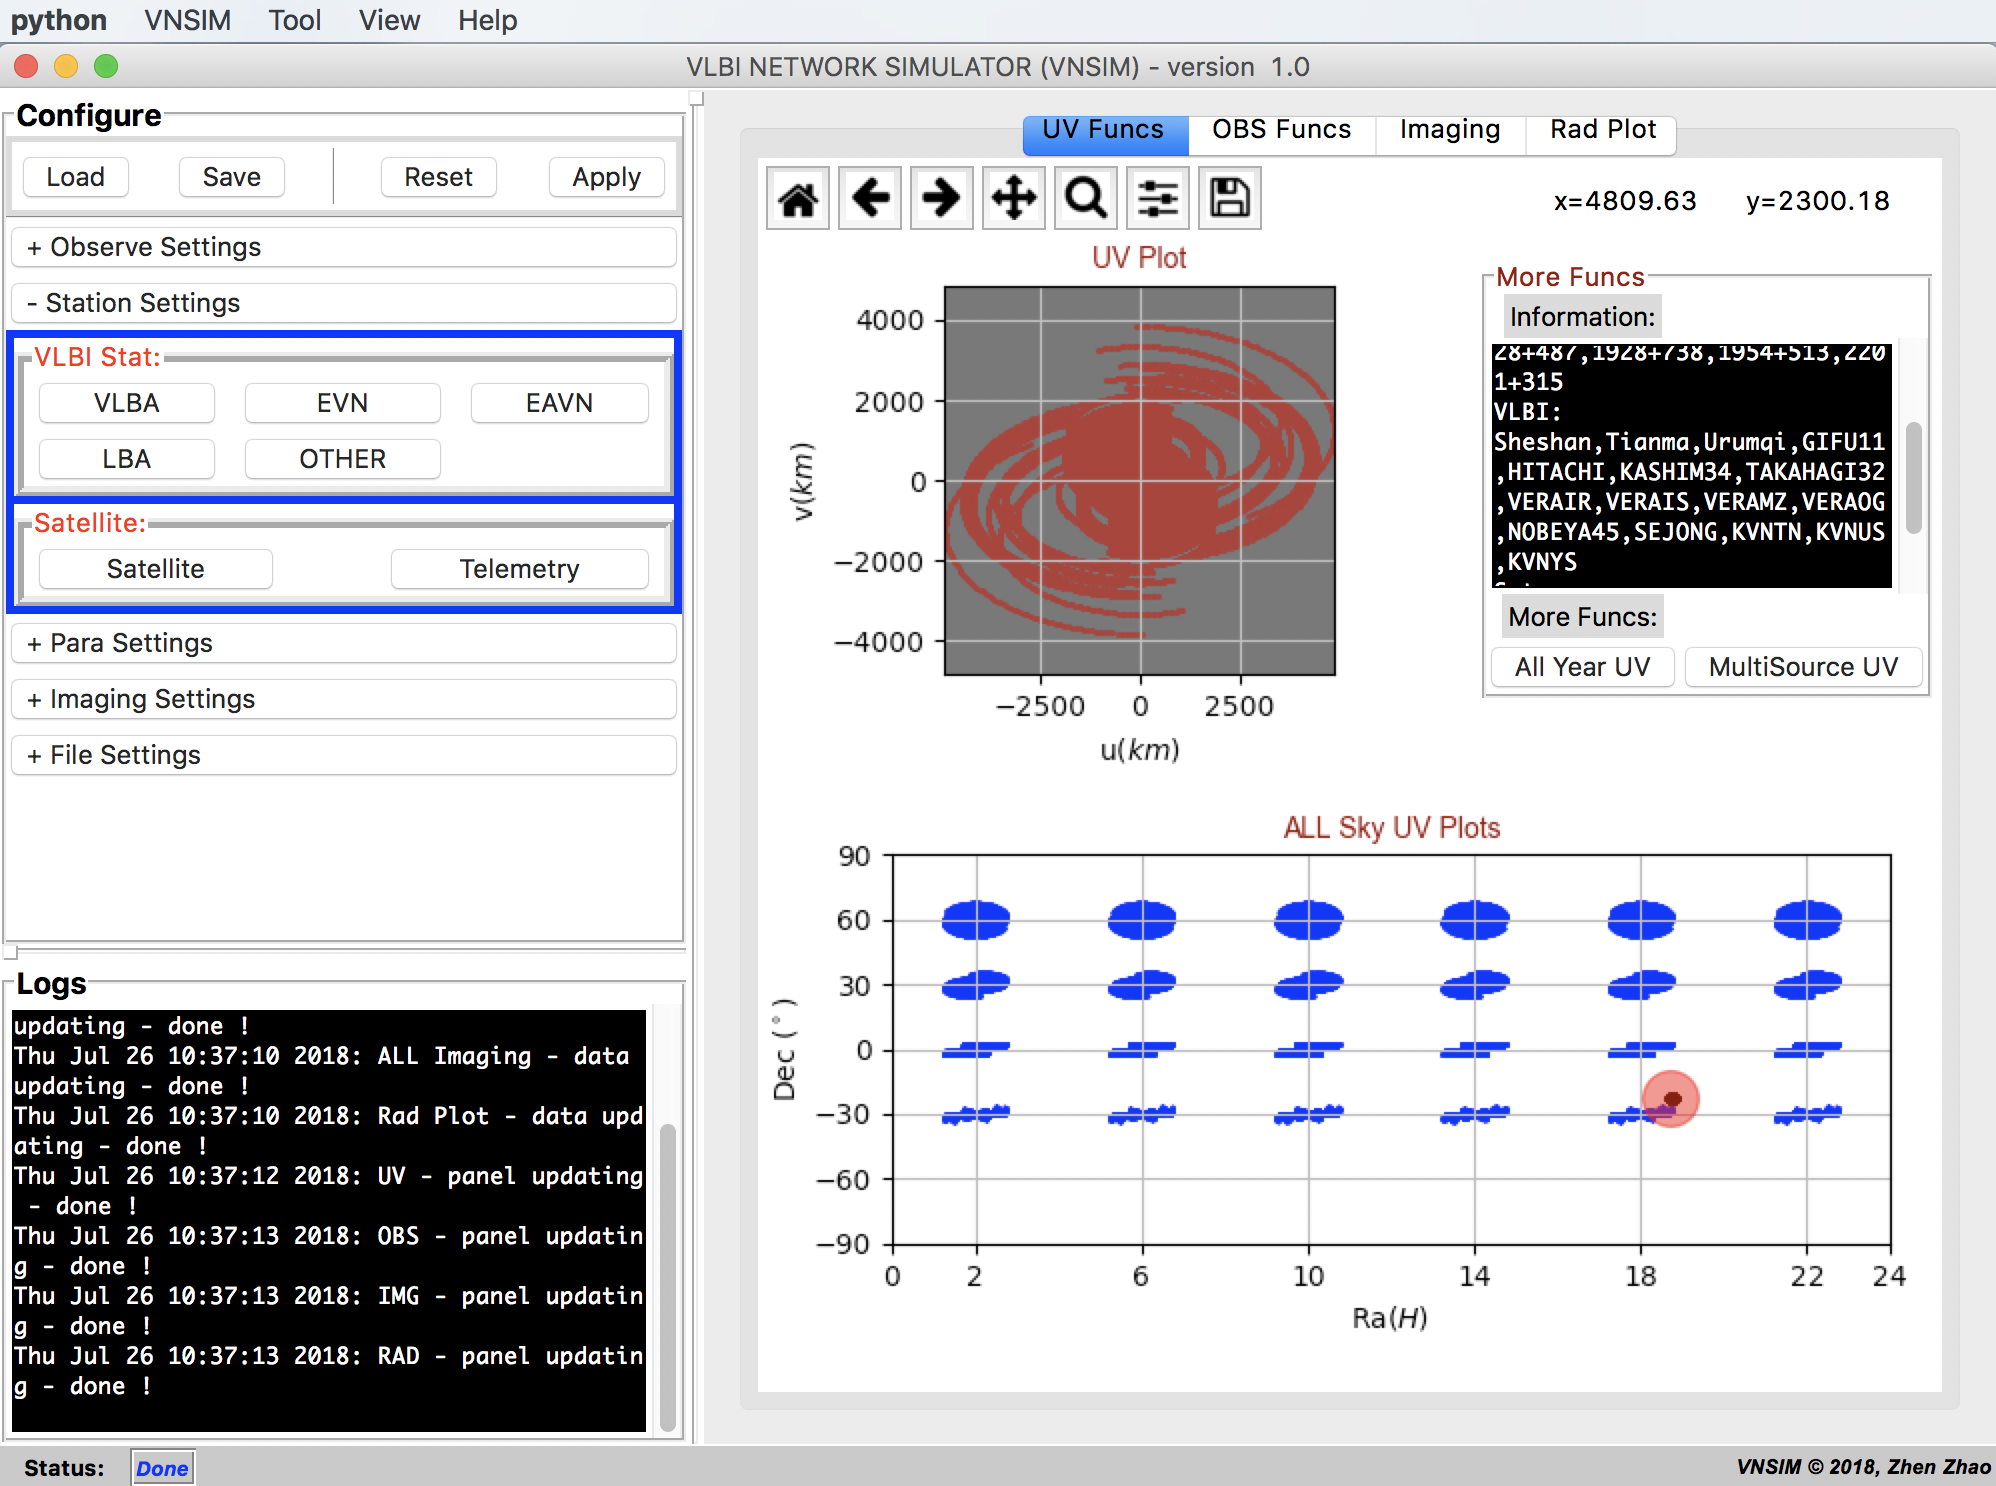 python VNSIM Tool View Help
VLBI NETWORK SIMULATOR (VNSIM) - version 1.0
Configure
Load Save Reset Apply
+ Observe Settings
- Station Settings
VLBI Stat:
VLBA EVN EAVN
LBA OTHER
Satellite:
Satellite Telemetry
+ Para Settings
+ Imaging Settings
+ File Settings
Logs
updating - done !
Thu Jul 26 10:37:10 2018: ALL Imaging - data
updating - done !
Thu Jul 26 10:37:10 2018: Rad Plot - data upd
ating - done !
Thu Jul 26 10:37:12 2018: UV - panel updating
- done !
Thu Jul 26 10:37:13 2018: OBS - panel updatin
g - done !
Thu Jul 26 10:37:13 2018: IMG - panel updatin
g - done !
Thu Jul 26 10:37:13 2018: RAD - panel updatin
g - done !
UV Funcs OBS Funcs Imaging Rad Plot
x=4809.63 y=2300.18
UV Plot
4000
2000
0
−2000
−4000
v(km)
−2500 0 2500
u(km)
More Funcs
Information:
28+487,1928+738,1954+513,220
1+315
VLBI:
Sheshan,Tianma,Urumqi,GIFU11
,HITACHI,KASHIM34,TAKAHAGI32
,VERAIR,VERAIS,VERAMZ,VERAOG
,NOBEYA45,SEJONG,KVNTN,KVNUS
,KVNYS
More Funcs:
All Year UV MultiSource UV
ALL Sky UV Plots
90
60
30
0
−30
−60
−90
Dec (°)
0 2 6 10 14 18 22 24
Ra(H)
Status: Done
VNSIM © 2018, Zhen Zhao